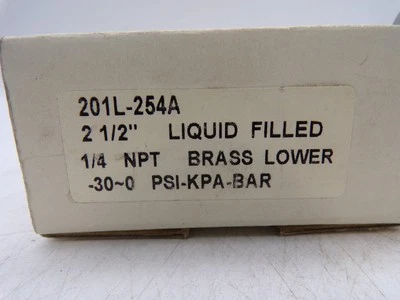 201L-254A
2 1/2" LIQUID FILLED
1/4 NPT BRASS LOWER
-30~0 PSI-KPA-BAR